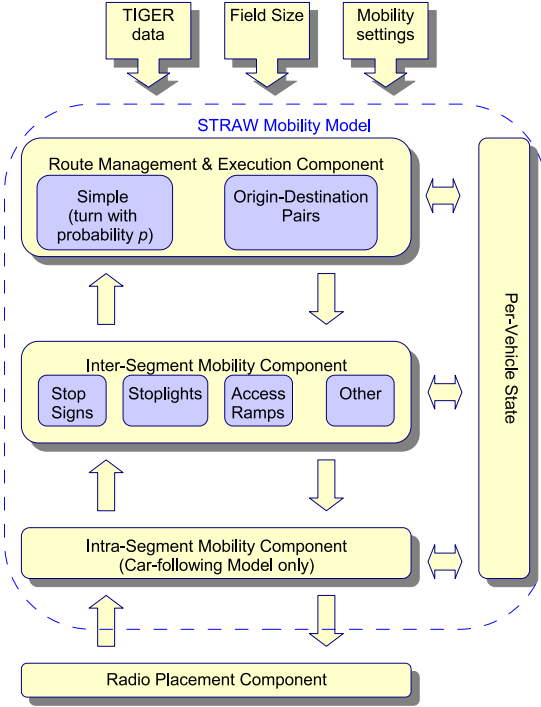 TIGER
data
Field Size
Mobility
settings
STRAW Mobility Model
Route Management & Execution Component
Simple
(turn with
probability p)
Origin-Destination
Pairs
Inter-Segment Mobility Component
Stop
Signs
Stoplights
Access
Ramps
Other
Intra-Segment Mobility Component
(Car-following Model only)
Per-Vehicle State
Radio Placement Component